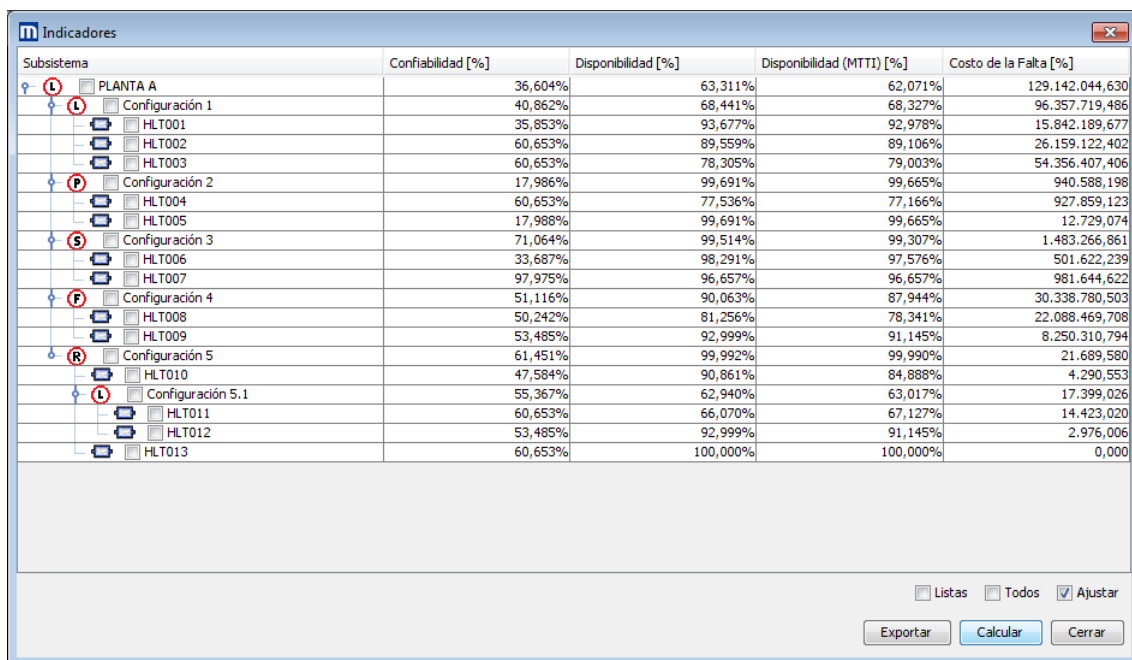 m Indicadores
Subsistema Confiabilidad [%] Disponibilidad [%] Disponibilidad (MTTI) [%] Costo de la Falta [%]
L PLANTA A 36,604% 63,311% 62,071% 129.142.044,630
L Configuración 1 40,862% 68,441% 68,327% 96.357.719,486
HLT001 35,853% 93,677% 92,978% 15.842.189,677
HLT002 60,653% 89,559% 89,106% 26.159.122,402
HLT003 60,653% 78,305% 79,003% 54.356.407,406
P Configuración 2 17,986% 99,691% 99,665% 940.588,198
HLT004 60,653% 77,536% 77,166% 927.859,123
HLT005 17,988% 99,691% 99,665% 12.729,074
S Configuración 3 71,064% 99,514% 99,307% 1.483.266,861
HLT006 33,687% 98,291% 97,576% 501.622,239
HLT007 97,975% 96,657% 96,657% 981.644,622
F Configuración 4 51,116% 90,063% 87,944% 30.338.780,503
HLT008 50,242% 81,256% 78,341% 22.088.469,708
HLT009 53,485% 92,999% 91,145% 8.250.310,794
R Configuración 5 61,451% 99,992% 99,990% 21.689,580
HLT010 47,584% 90,861% 84,888% 4.290,553
L Configuración 5.1 55,367% 62,940% 63,017% 17.399,026
HLT011 60,653% 66,070% 67,127% 14.423,020
HLT012 53,485% 92,999% 91,145% 2.976,006
HLT013 60,653% 100,000% 100,000% 0,000
Listas Todos Ajustar
Exportar Calcular Cerrar